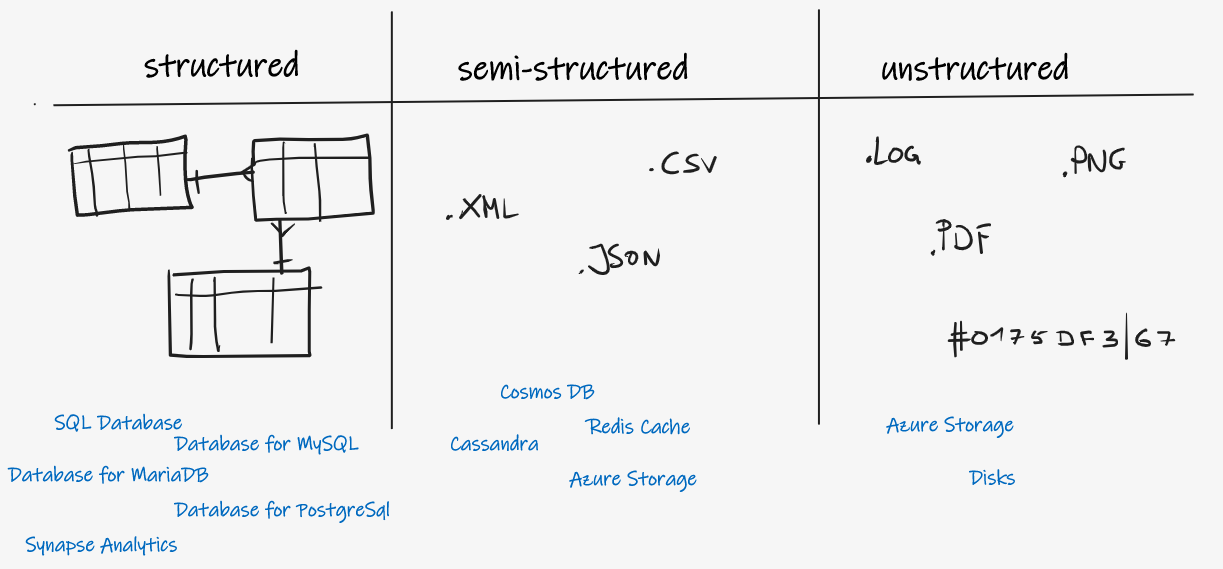 structured
semi-structured
unstructured
.CSV
.XML
.JSON
.LOG
.PNG
.PDF
#0175DF3|67
SQL Database
Database for MySQL
Database for MariaDB
Database for PostgreSql
Synapse Analytics
Cosmos DB
Redis Cache
Cassandra
Azure Storage
Azure Storage
Disks